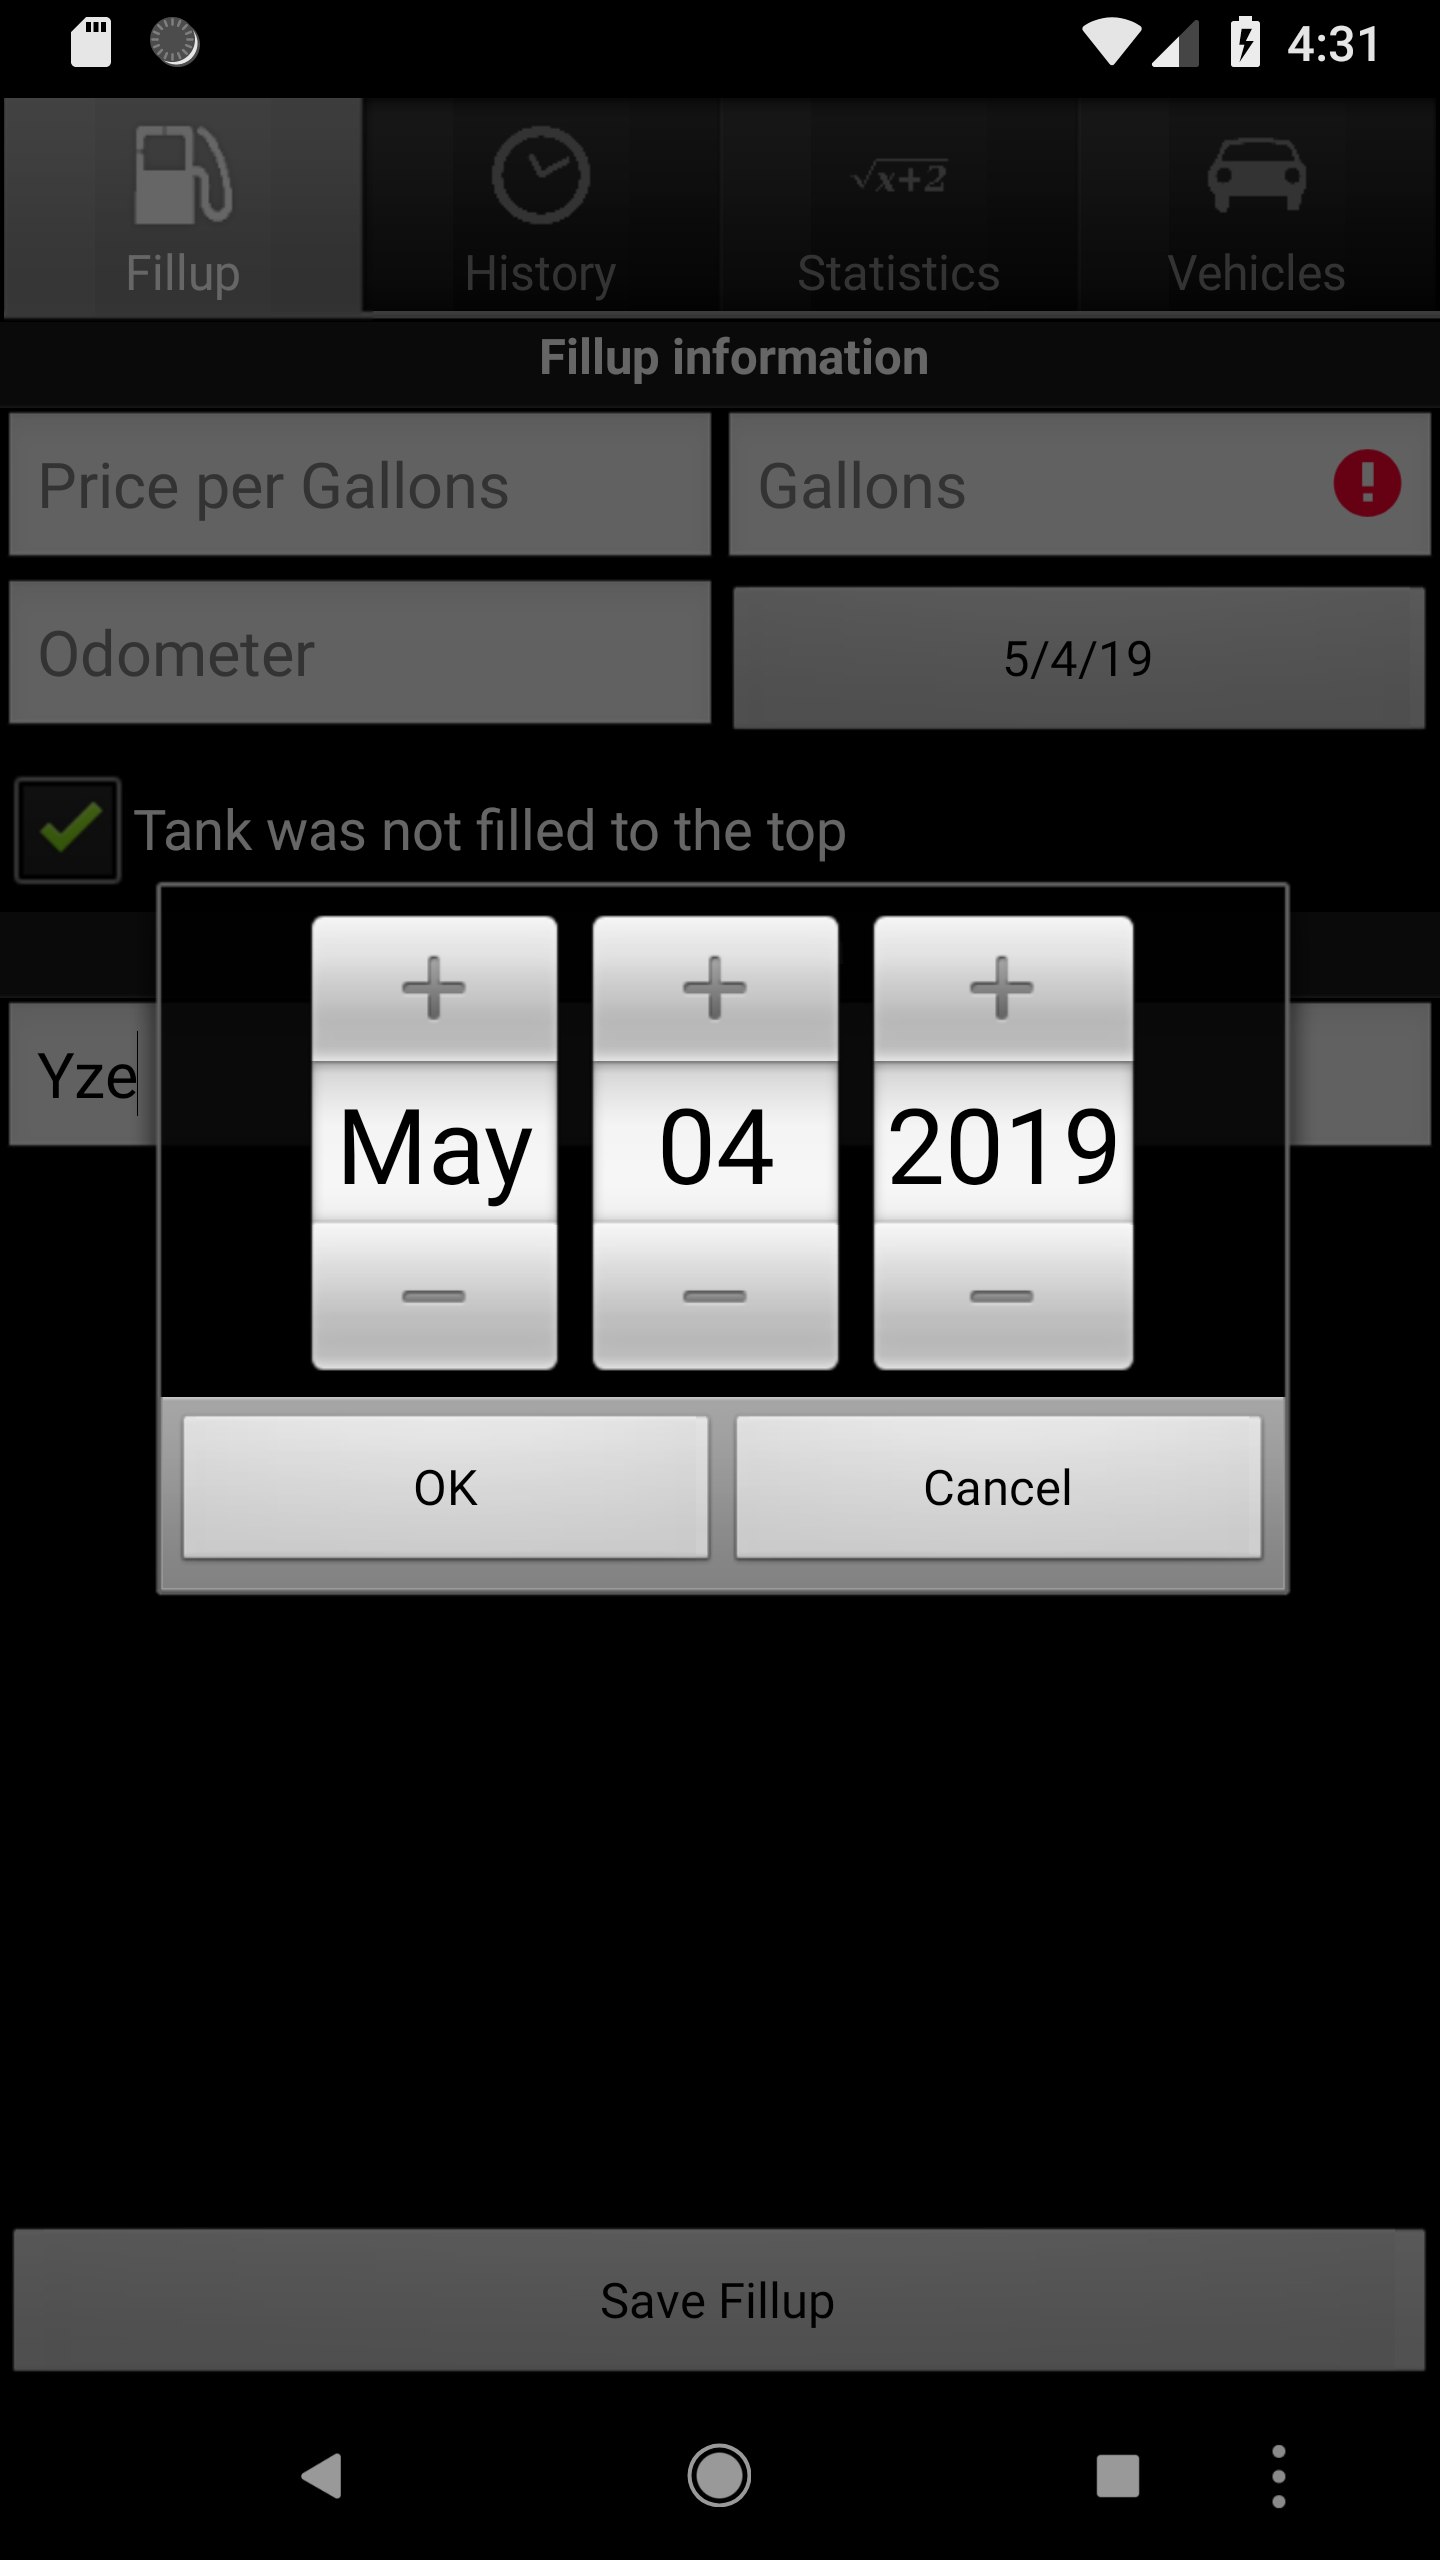 4:31
Fillup History Statistics Vehicles
√x+2
Fillup information
Price per Gallons Gallons
Odometer 5/4/19
Tank was not filled to the top
Yze
May 04 2019
OK Cancel
Save Fillup